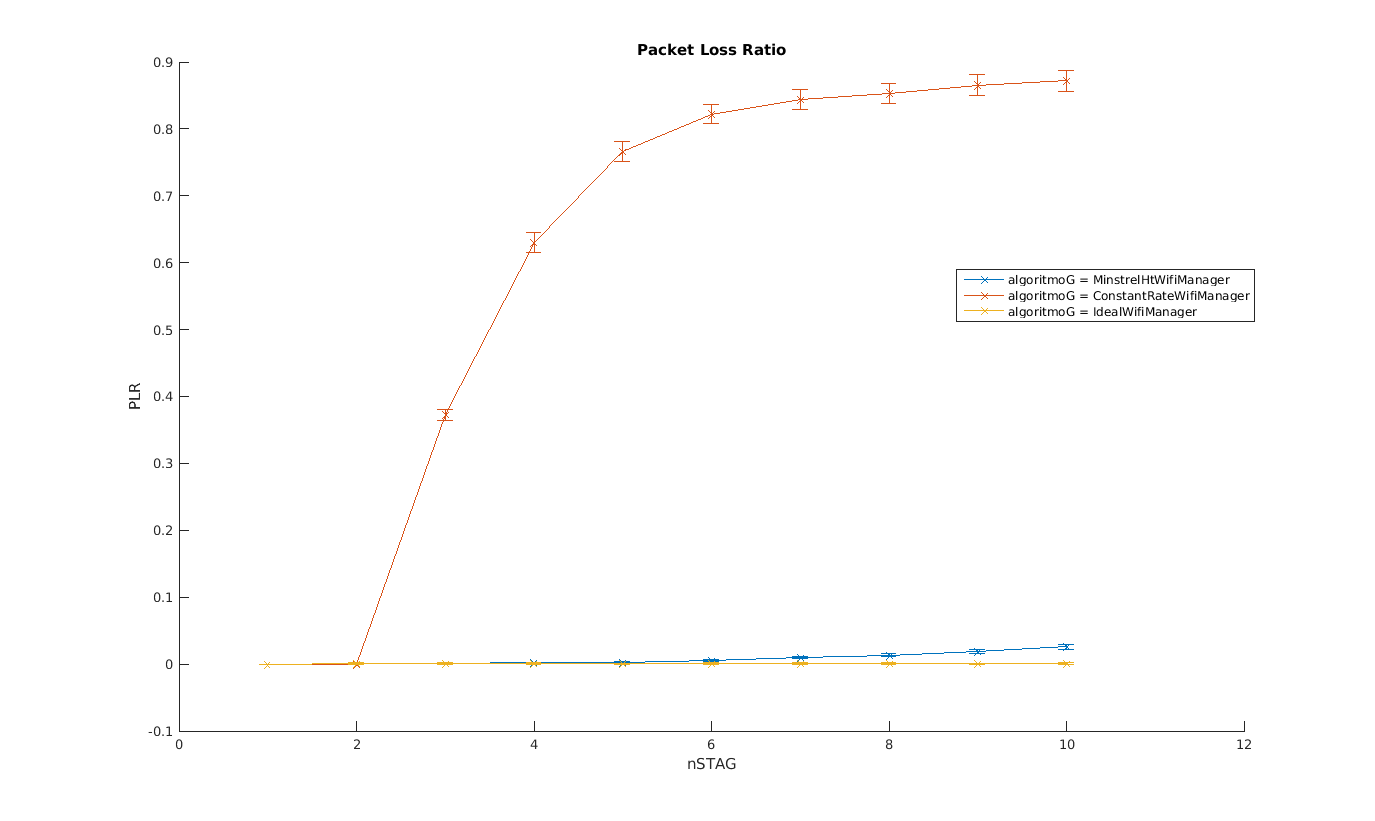 Packet Loss Ratio
0.9
0.8
0.7
0.6
0.5
0.4
0.3
0.2
0.1
0
-0.1
PLR
algoritmoG = MinstrelHtWifiManager
algoritmoG = ConstantRateWifiManager
algoritmoG = IdealWifiManager
0 2 4 6 8 10 12
nSTAG